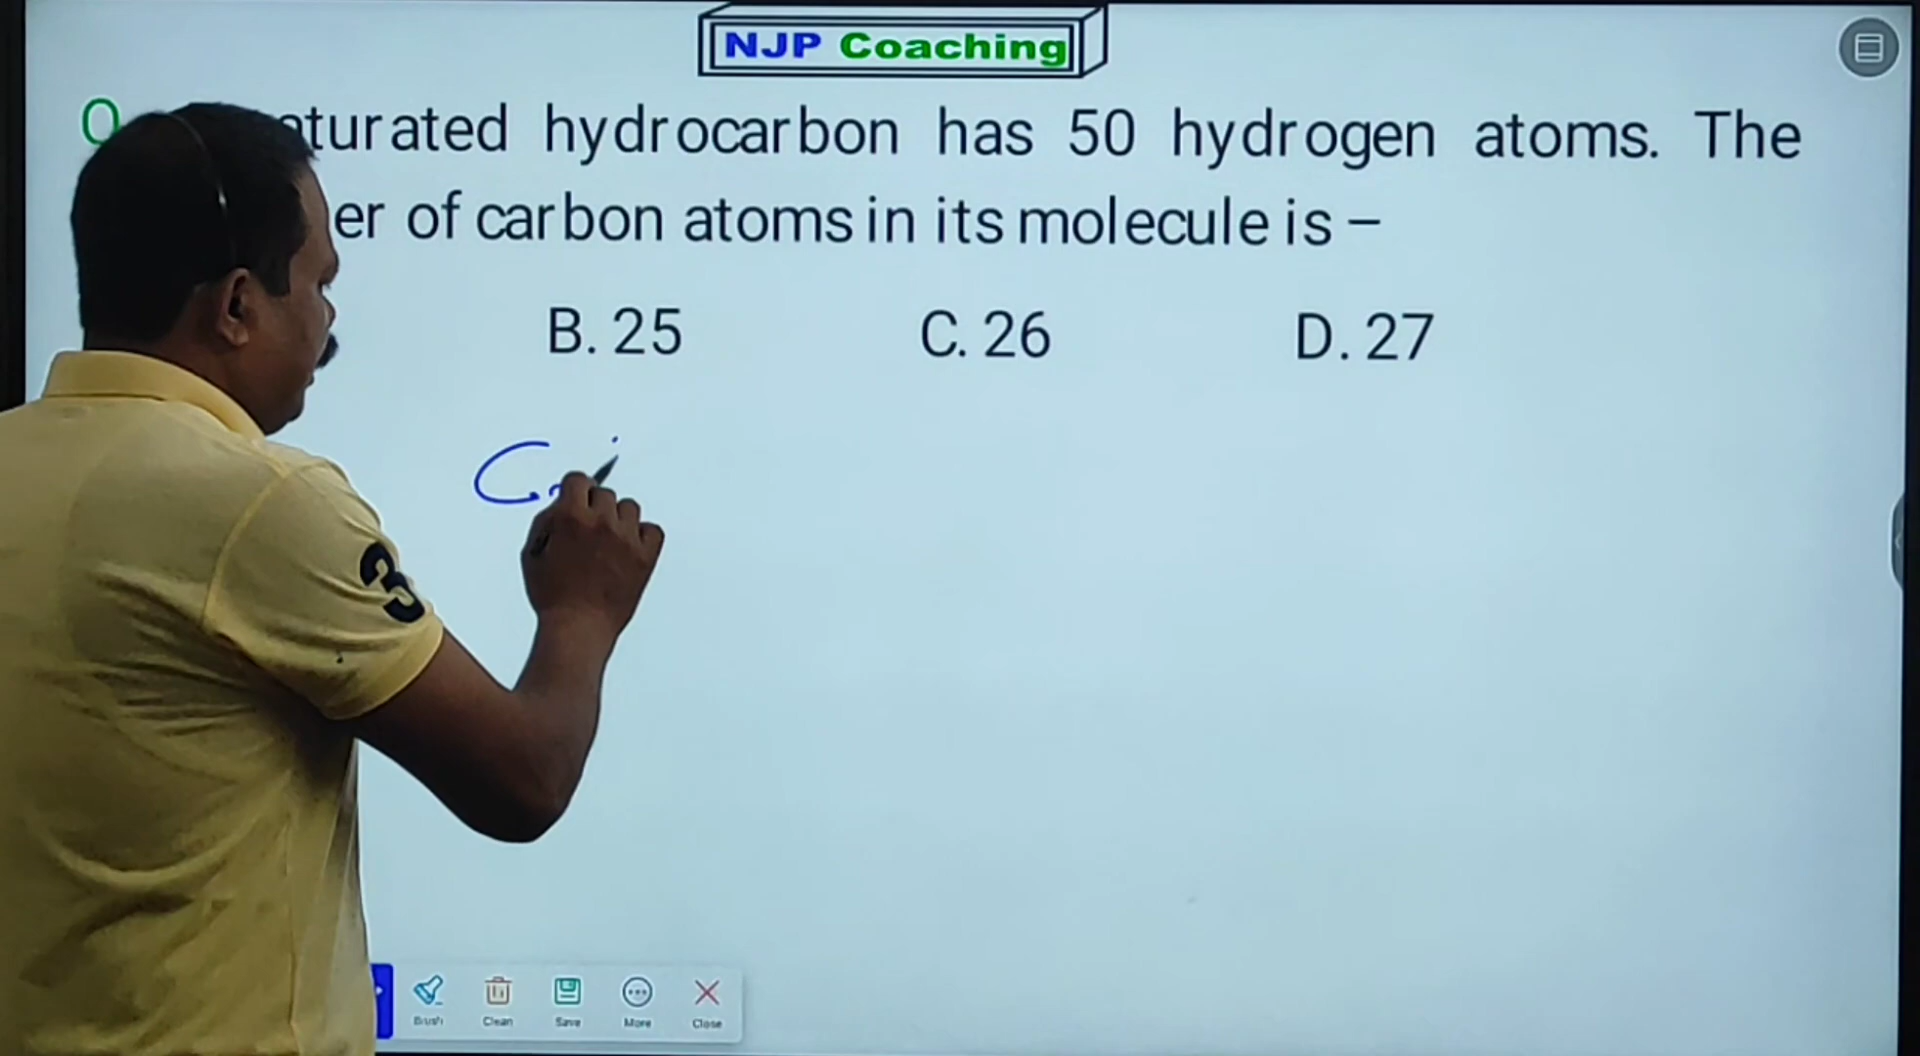 NJP Coaching
Q aturated hydrocarbon has 50 hydrogen atoms. The
er of carbon atoms in its molecule is –
B. 25 C. 26 D. 27
C
Brush Clean Save More Close